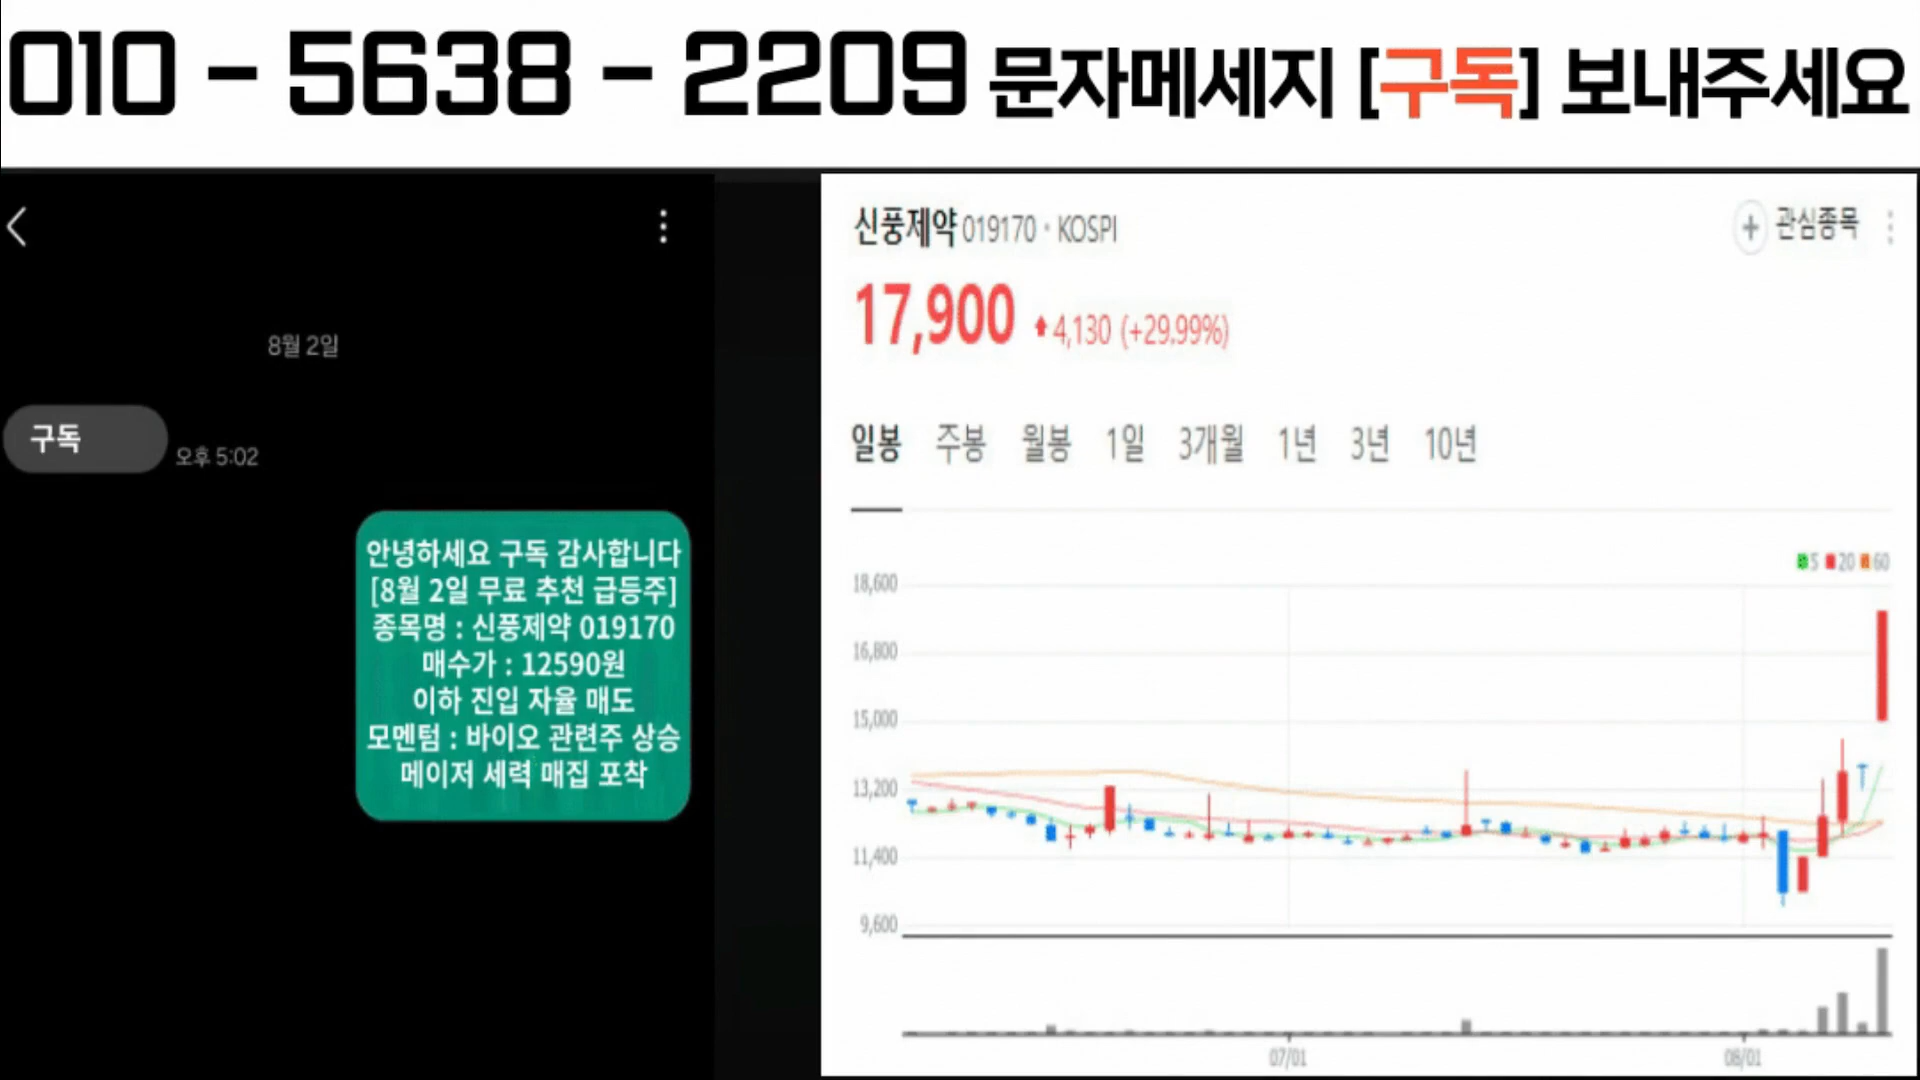 010 - 5638 - 2209 문자메세지 [구독] 보내주세요
8월 2일
구독
오후 5:02
안녕하세요 구독 감사합니다
[8월 2일 무료 추천 급등주]
종목명 : 신풍제약 019170
매수가 : 12590원
이하 진입 자율 매도
모멘텀 : 바이오 관련주 상승
메이저 세력 매집 포착
신풍제약 019170 · KOSPI
관심종목
17,900 4,130 (+29.99%)
일봉 주봉 월봉 1일 3개월 1년 3년 10년
5 20 60
18,600
16,800
15,000
13,200
11,400
9,600
07/01 08/01